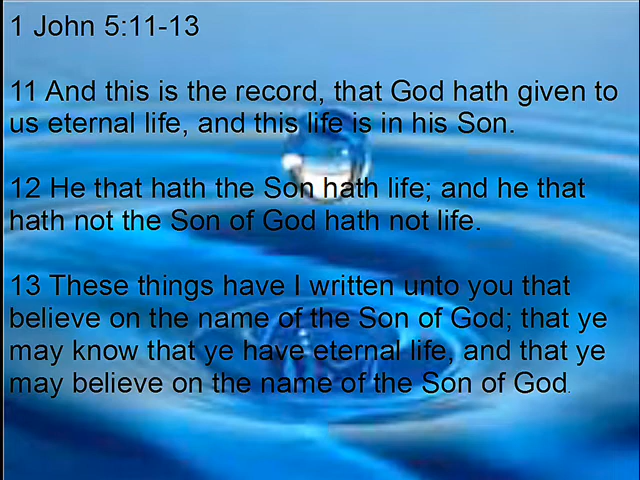 1 John 5:11-13
11 And this is the record, that God hath given to
us eternal life, and this life is in his Son.
12 He that hath the Son hath life; and he that
hath not the Son of God hath not life.
13 These things have I written unto you that
believe on the name of the Son of God; that ye
may know that ye have eternal life, and that ye
may believe on the name of the Son of God.